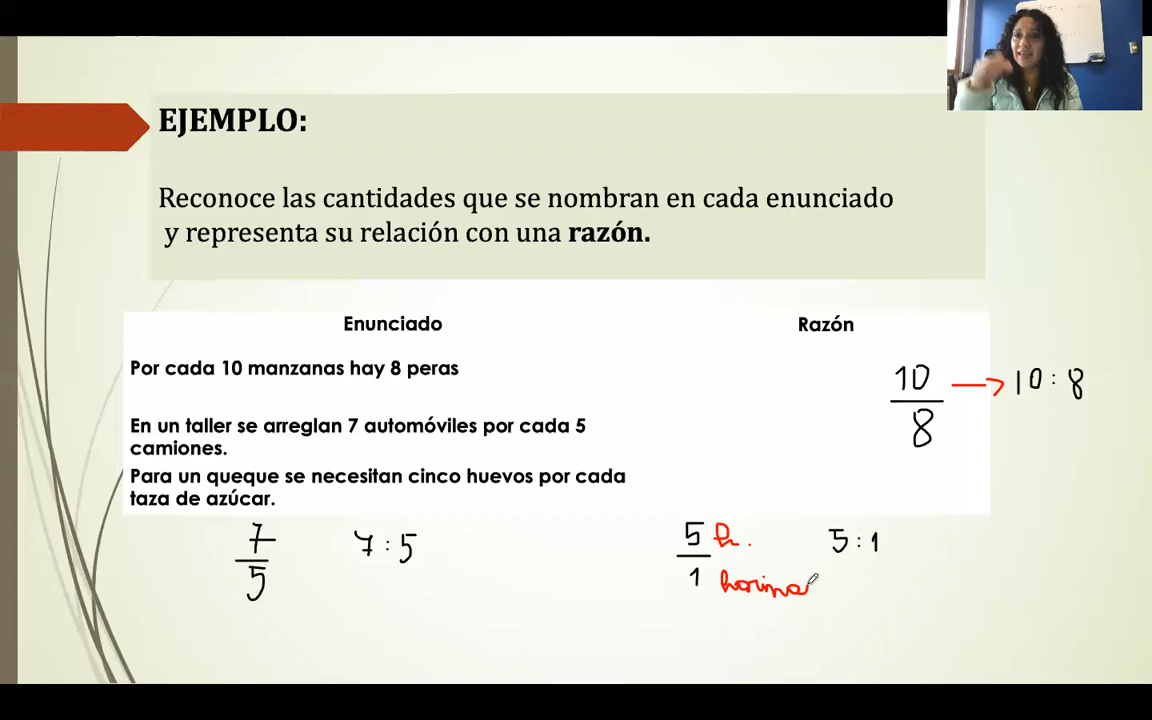 EJEMPLO:
Reconoce las cantidades que se nombran en cada enunciado
y representa su relación con una razón.
Enunciado Razón
Por cada 10 manzanas hay 8 peras
10
8
10 : 8
En un taller se arreglan 7 automóviles por cada 5
camiones.
Para un queque se necesitan cinco huevos por cada
taza de azúcar.
7
5
7 : 5
5 h.
1 harina
5 : 1